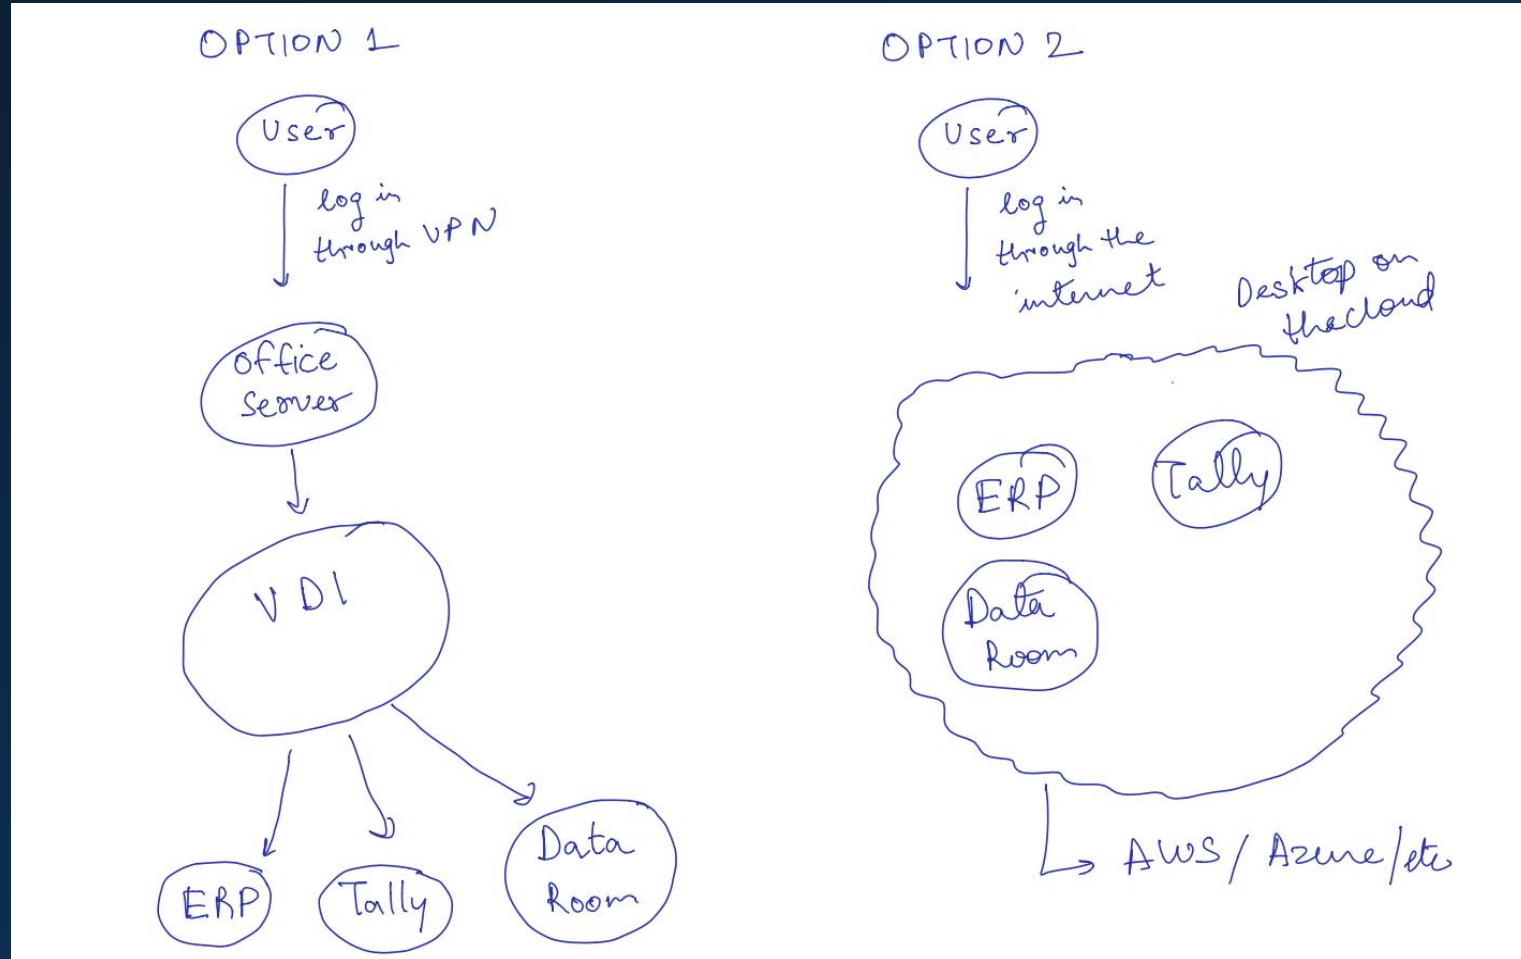 OPTION 1
User
log in
through VPN
Office
Server
VDI
ERP
Tally
Data
Room
OPTION 2
User
log in
through the
internet
Desktop on
the cloud
ERP
Tally
Data
Room
AWS / Azure / etc